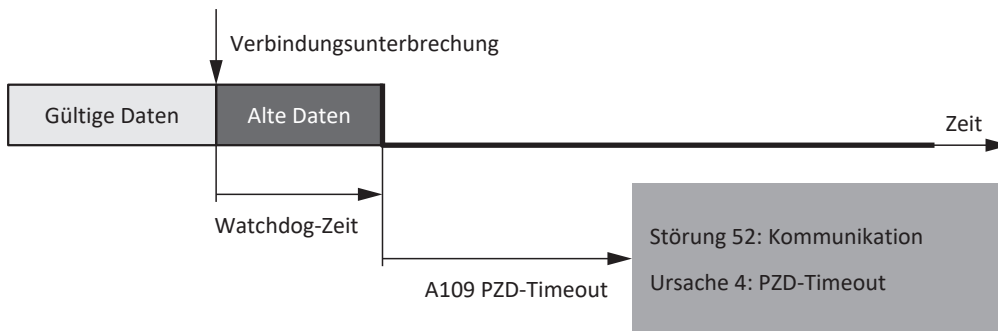 Verbindungsunterbrechung
Gültige Daten
Alte Daten
Zeit
Watchdog-Zeit
Störung 52: Kommunikation
A109 PZD-Timeout
Ursache 4: PZD-Timeout